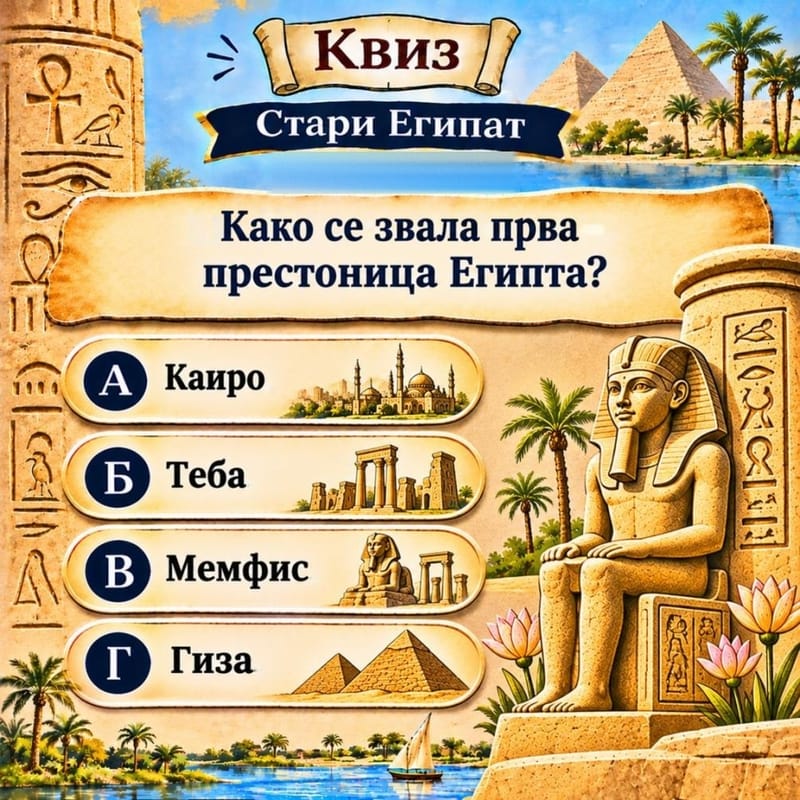 Квиз
Стари Египат
Како се звала прва
престоница Египта?
А Каиро
Б Теба
В Мемфис
Г Гиза